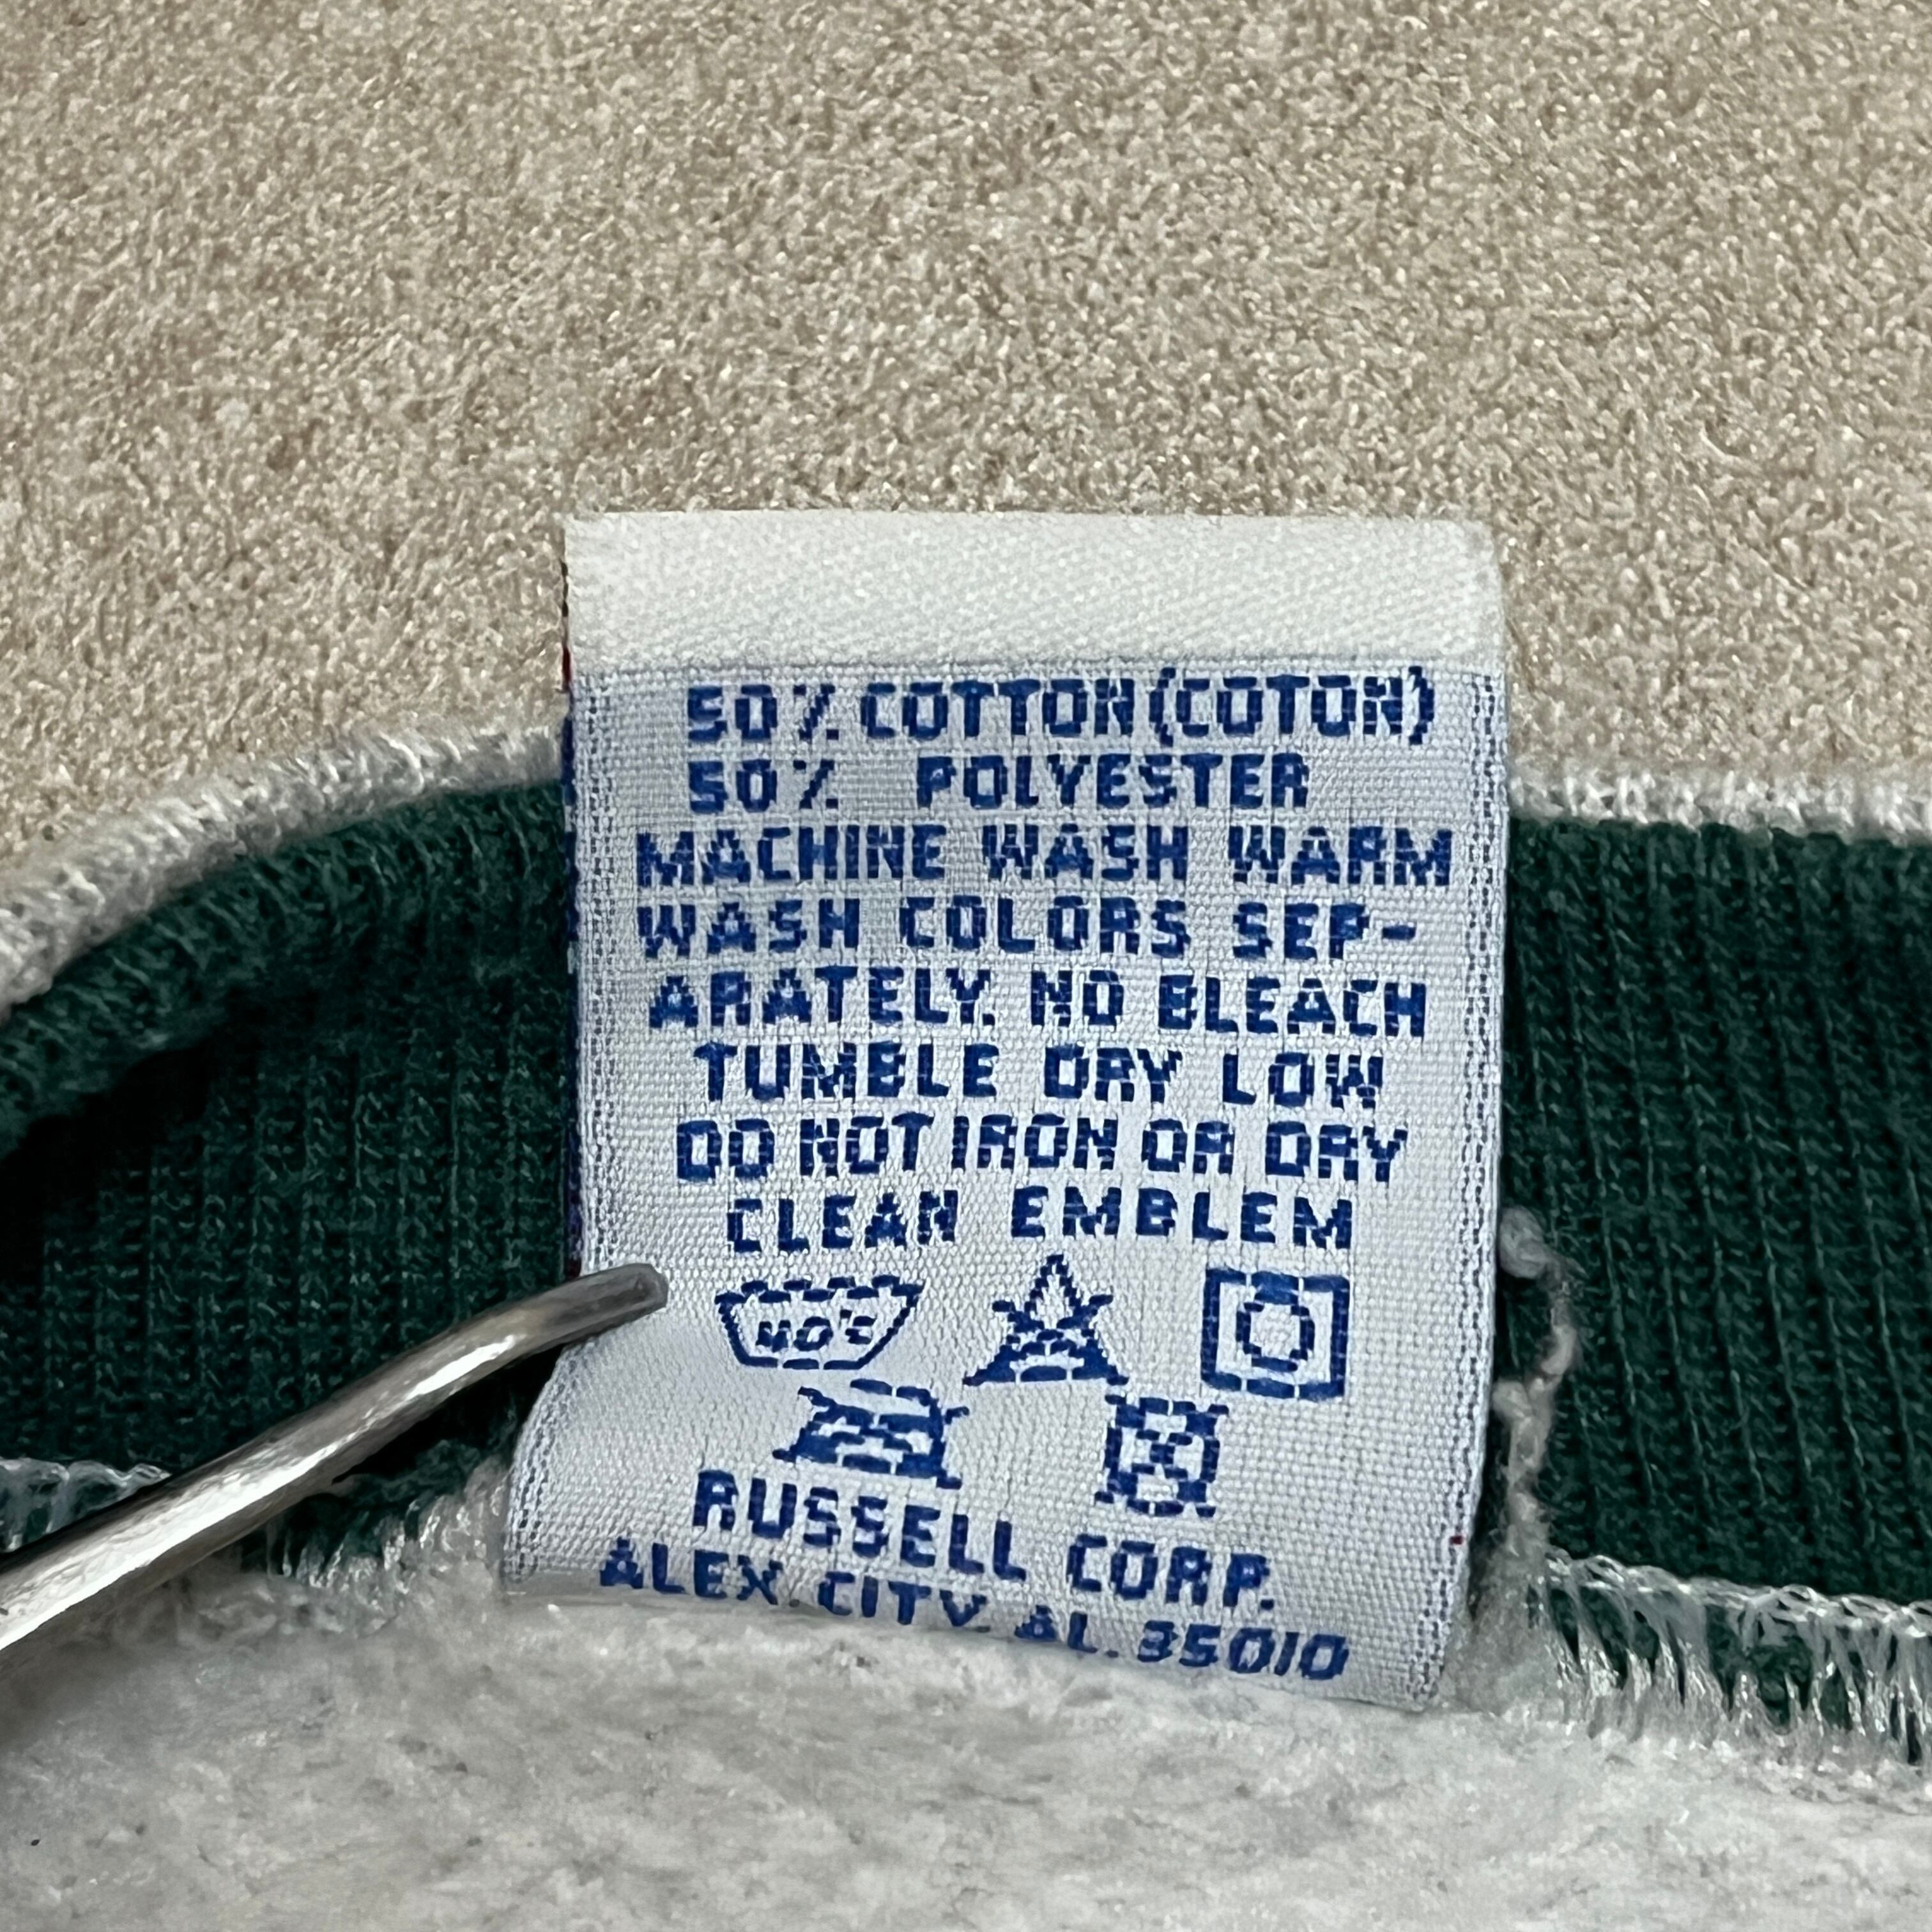 50% COTTON(COTON)
50% POLYESTER
MACHINE WASH WARM
WASH COLORS SEP-
ARATELY. NO BLEACH
TUMBLE DRY LOW
DO NOT IRON OR DRY
CLEAN EMBLEM
40°C
RUSSELL CORP.
ALEX CITY, AL. 35010